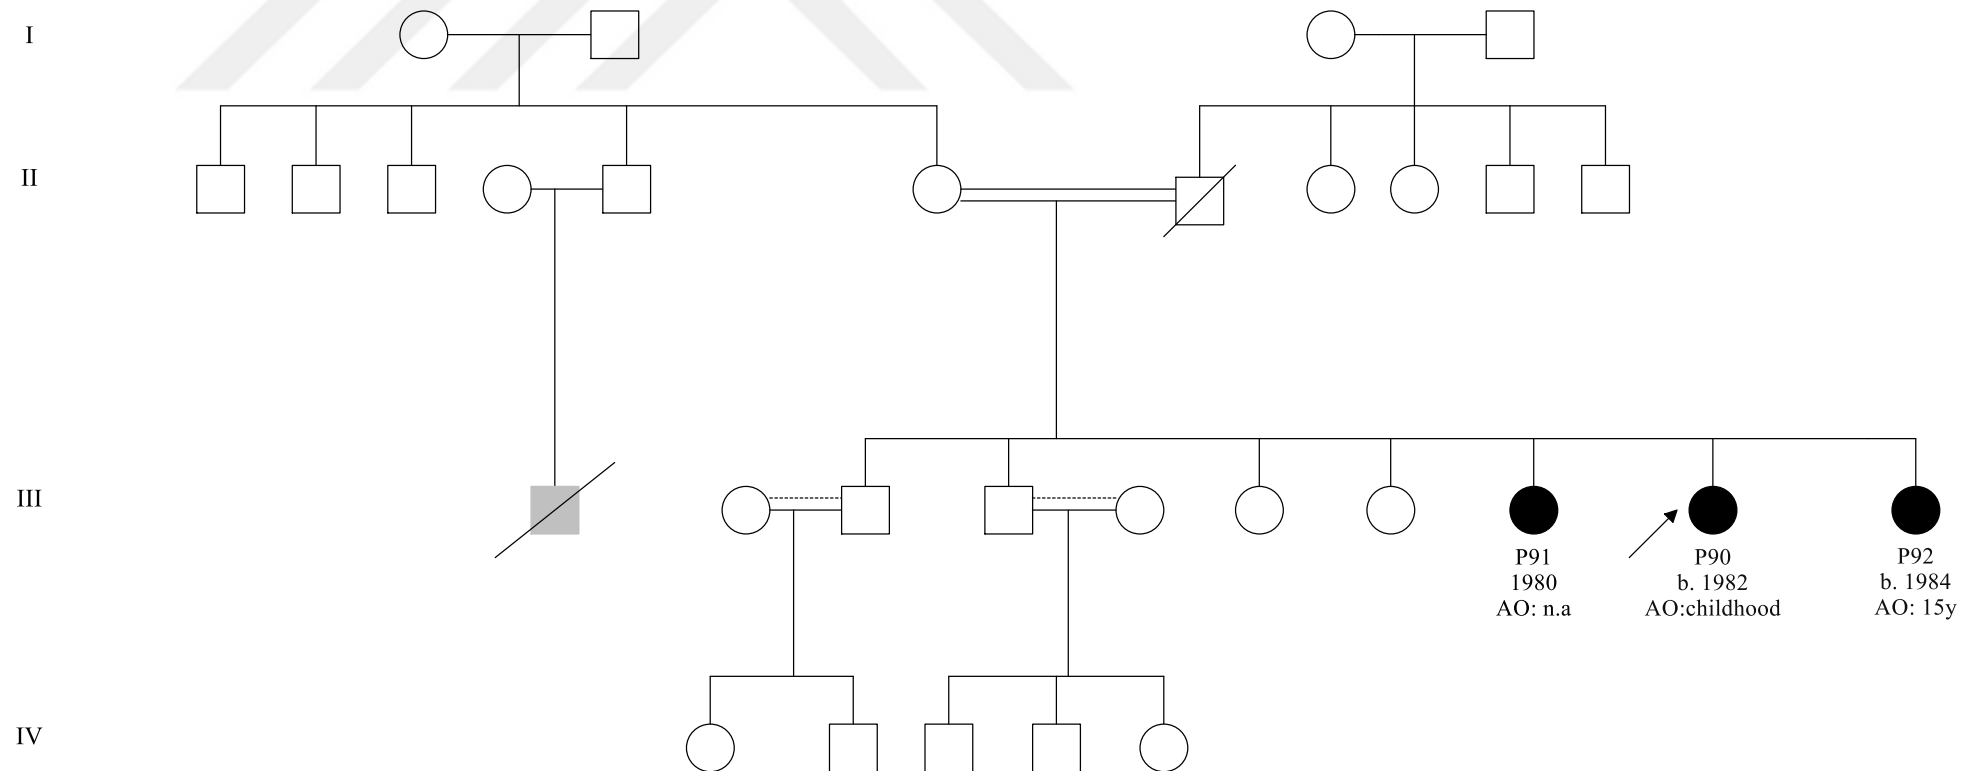 I
II
III
P91
1980
AO: n.a
P90
b. 1982
AO:childhood
P92
b. 1984
AO: 15y
IV